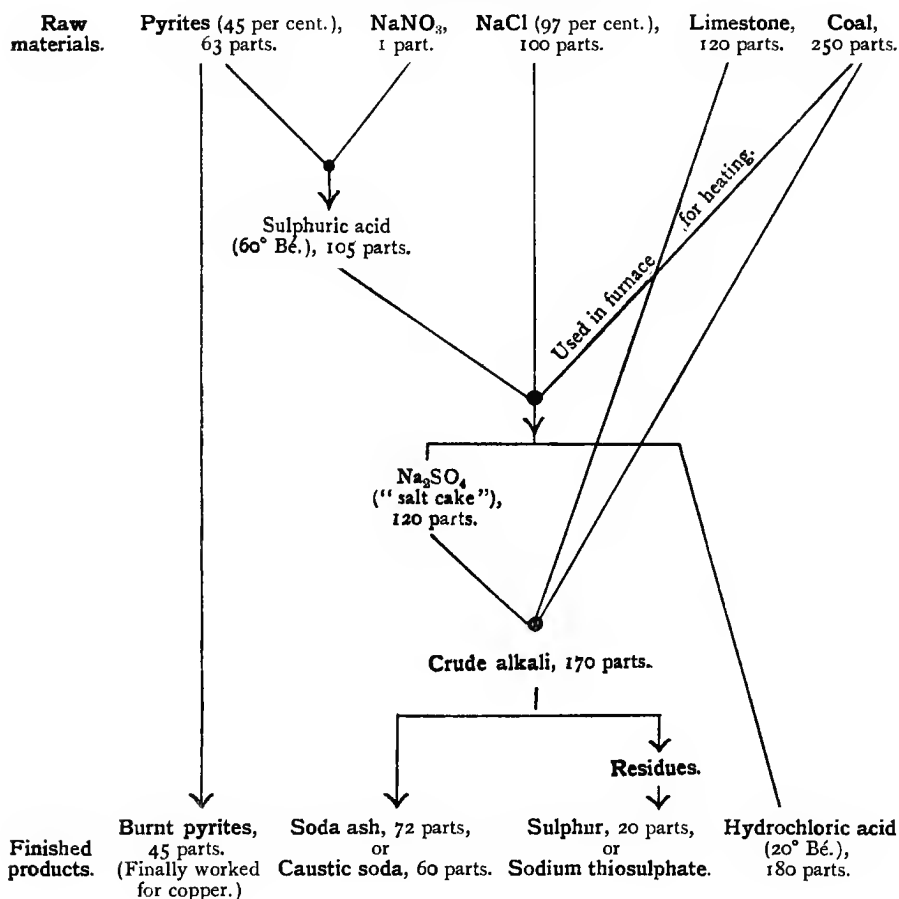 Raw materials.
Pyrites (45 per cent.), 63 parts.
NaNO₃, 1 part.
NaCl (97 per cent.) 100 parts.
Limestone, 120 parts.
Coal, 250 parts.
Sulphuric acid
(60° Bé.), 105 parts.
Used in furnace for heating.
Na₂SO₄
(“salt cake”),
120 parts.
Crude alkali, 170 parts.
Residues.
Finished products.
Burnt pyrites,
45 parts.
(Finally worked
for copper.)
Soda ash, 72 parts,
or
Caustic soda, 60 parts.
Sulphur, 20 parts,
or
Sodium thiosulphate.
Hydrochloric acid
(20° Bé.),
180 parts.